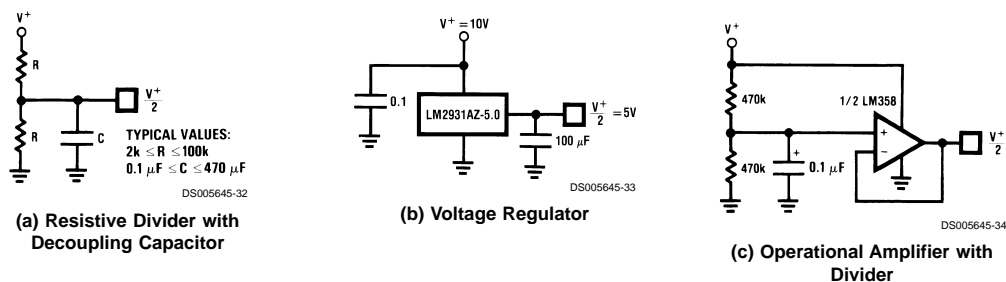 V+
R
V+
2
R
C
TYPICAL VALUES:
2k ≤ R ≤ 100k
0.1 µF ≤ C ≤ 470 µF
DS005645-32
(a) Resistive Divider with
Decoupling Capacitor
V+ = 10V
0.1
LM2931AZ-5.0
V+
2 = 5V
100 µF
DS005645-33
(b) Voltage Regulator
V+
470k
1/2 LM358
+
−
V+
2
470k
+
0.1 µF
DS005645-34
(c) Operational Amplifier with
Divider